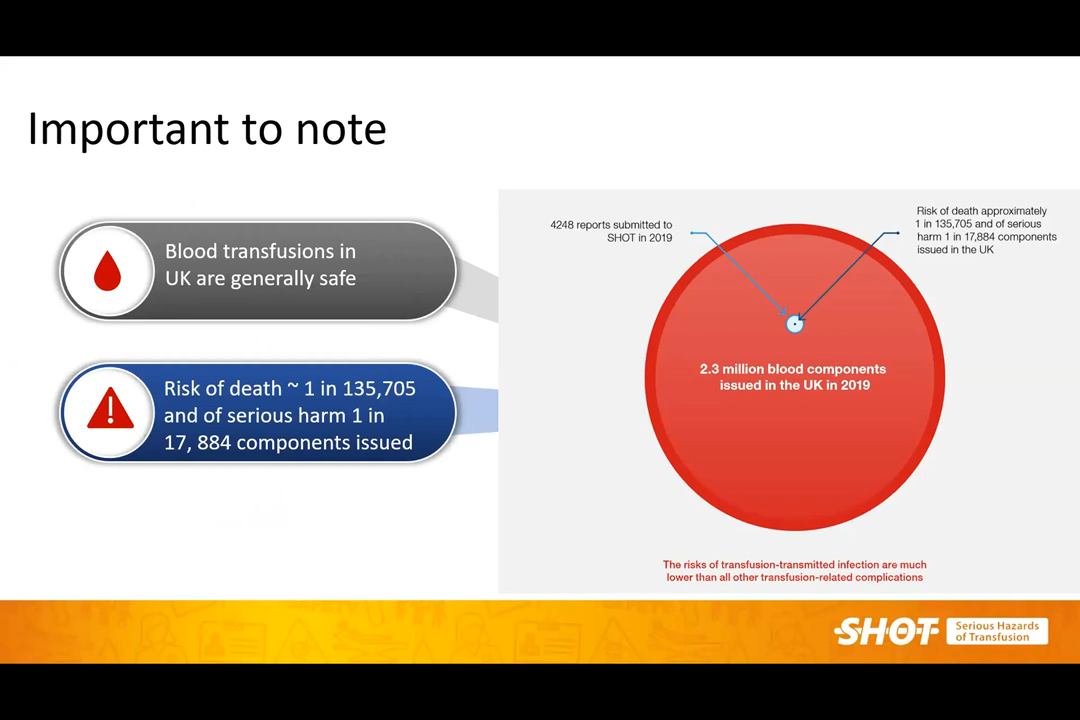 Important to note
Blood transfusions in
UK are generally safe
Risk of death ~ 1 in 135,705
and of serious harm 1 in
17, 884 components issued
4248 reports submitted to
SHOT in 2019
Risk of death approximately
1 in 135,705 and of serious
harm 1 in 17,884 components
issued in the UK
2.3 million blood components
issued in the UK in 2019
The risks of transfusion-transmitted infection are much
lower than all other transfusion-related complications
SHOT
Serious Hazards
of Transfusion